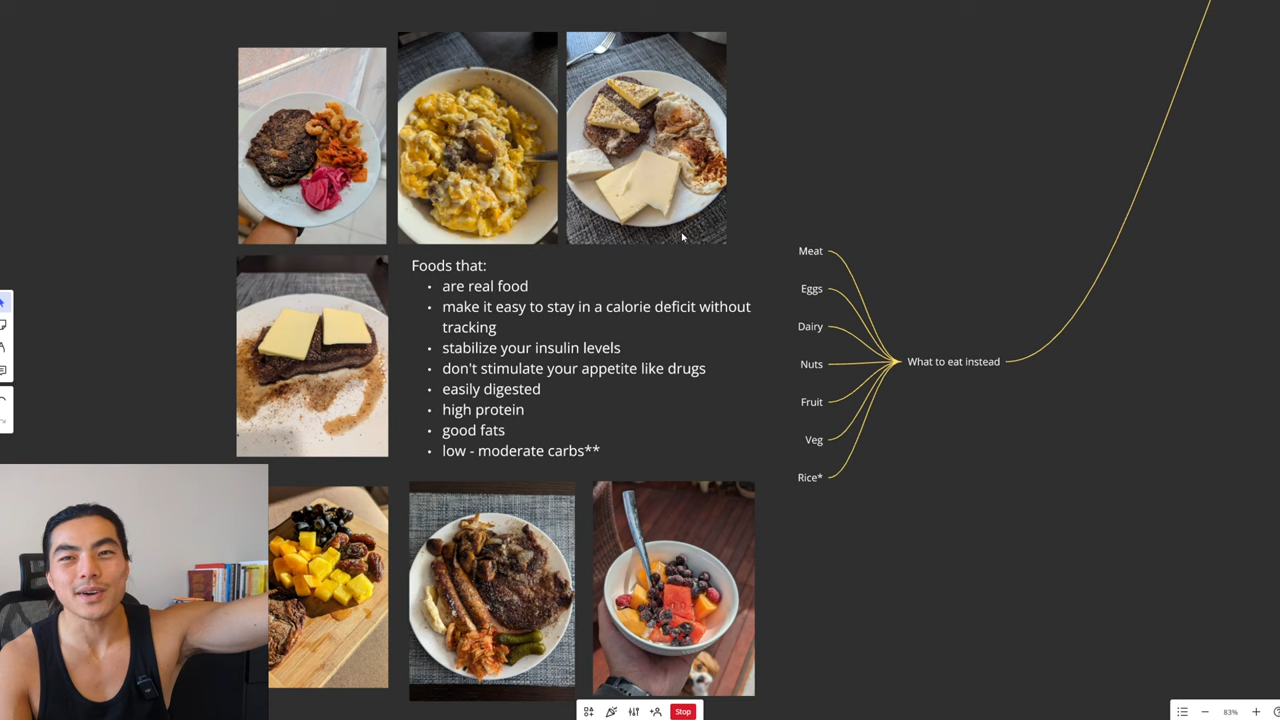 Foods that:
• are real food
• make it easy to stay in a calorie deficit without
tracking
• stabilize your insulin levels
• don't stimulate your appetite like drugs
• easily digested
• high protein
• good fats
• low - moderate carbs**
Meat
Eggs
Dairy
Nuts
Fruit
Veg
Rice*
What to eat instead
Stop
83%